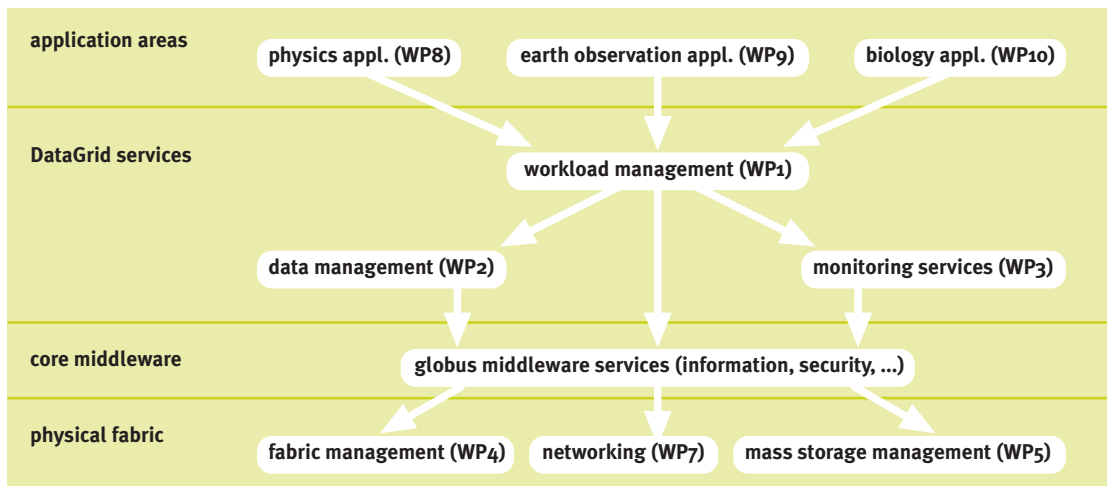 application areas
physics appl. (WP8)
earth observation appl. (WP9)
biology appl. (WP10)
DataGrid services
workload management (WP1)
data management (WP2)
monitoring services (WP3)
core middleware
globus middleware services (information, security, ...)
physical fabric
fabric management (WP4)
networking (WP7)
mass storage management (WP5)